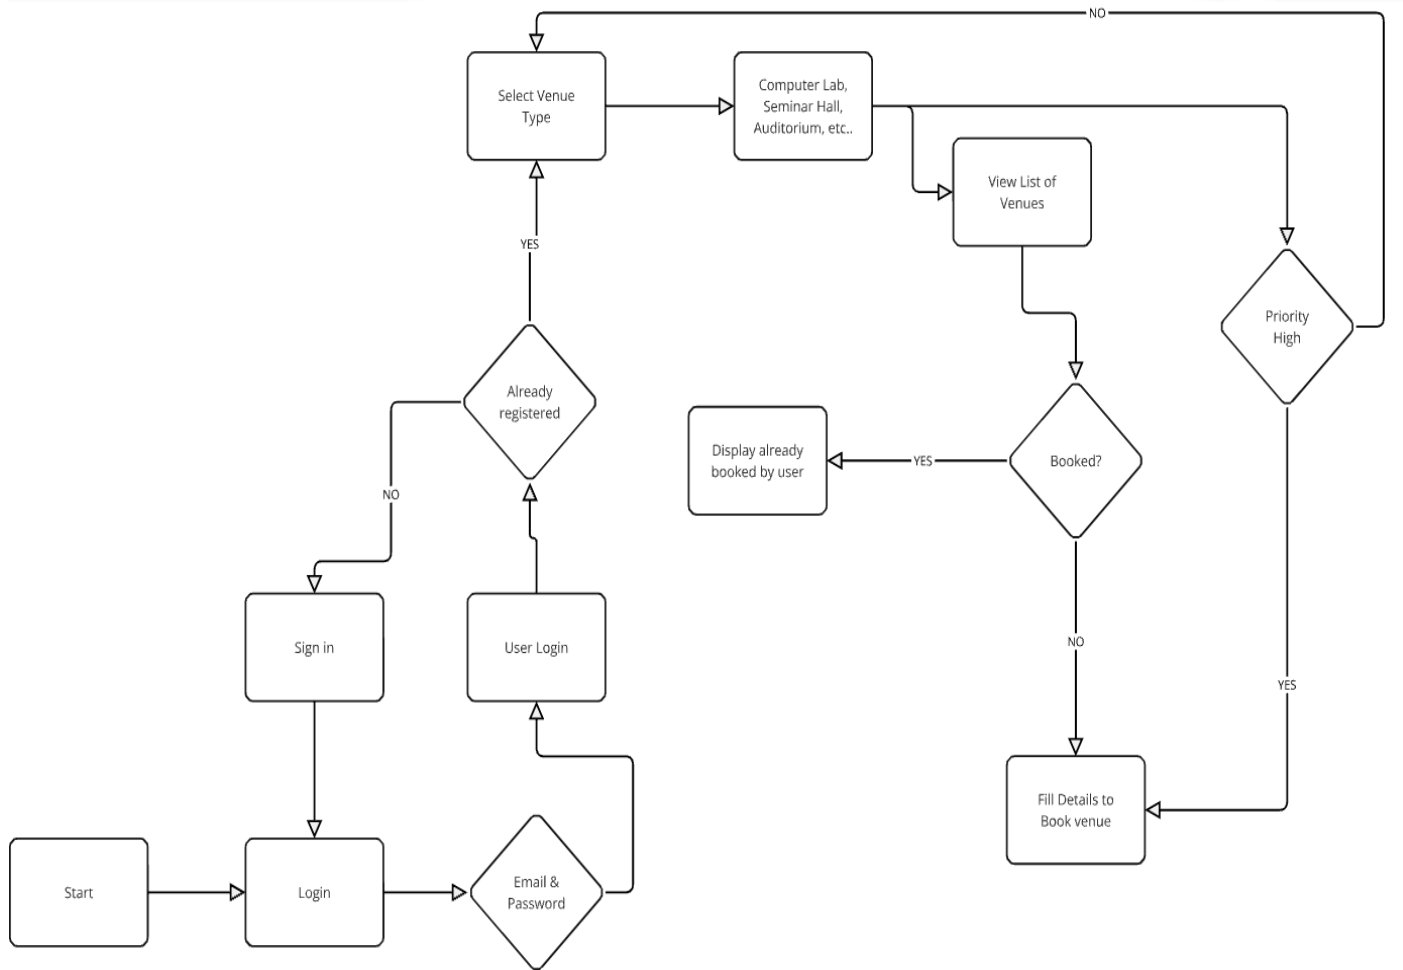 NO
Select Venue
Type
Computer Lab,
Seminar Hall,
Auditorium, etc..
View List of
Venues
YES
Priority
High
Already
registered
Display already
booked by user
YES
Booked?
NO
Sign in
User Login
NO
YES
Fill Details to
Book venue
Start
Login
Email &
Password